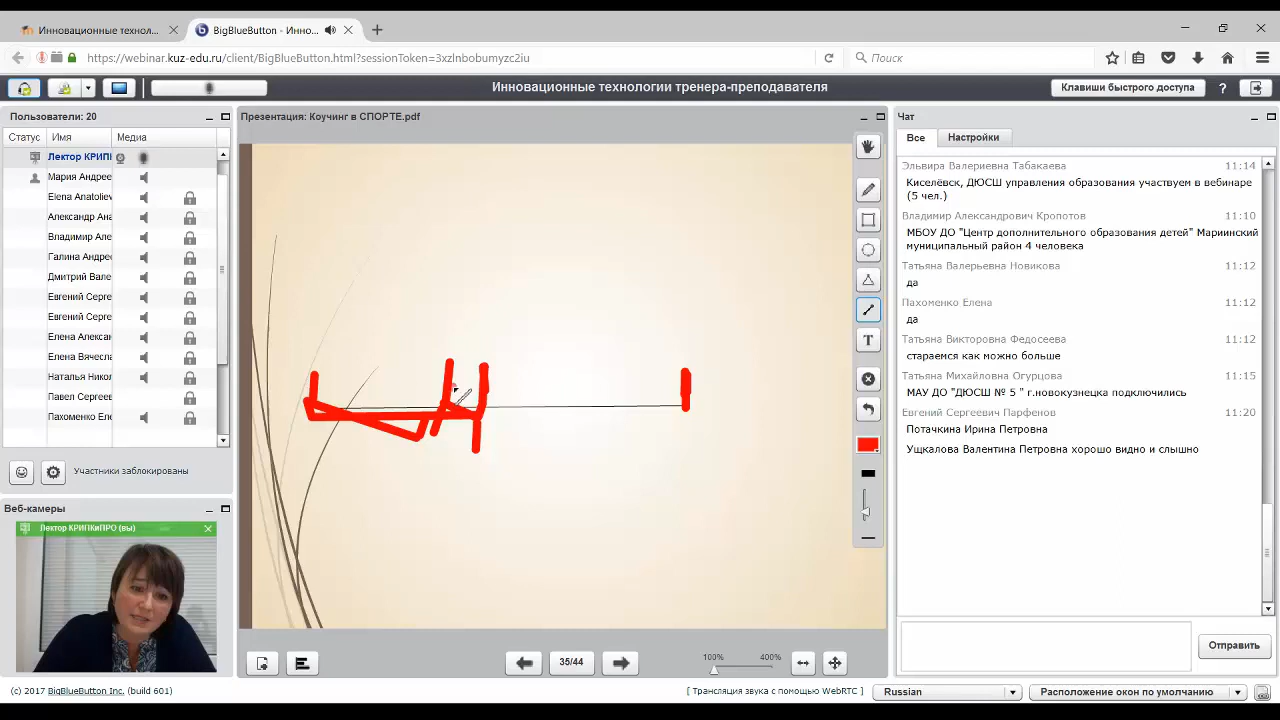 Инновационные технол...
BigBlueButton - Инно...
https://webinar.kuz-edu.ru/client/BigBlueButton.html?sessionToken=3xzlnbobumyzc2iu
Поиск
Инновационные технологии тренера-преподавателя
Клавиши быстрого доступа
?
Пользователи: 20
Статус Имя Медиа
Лектор КРИПК
Мария Андрее
Elena Anatoliev
Александр Ана
Владимир Але
Галина Андрее
Дмитрий Вале
Евгений Серге
Евгений Серге
Елена Алексан
Елена Вячесла
Наталья Никол
Павел Сергеев
Пахоменко Еле
Участники заблокированы
Веб-камеры
Лектор КРИПКиПРО (вы)
Презентация: Коучинг в СПОРТЕ.pdf
T
35/44
100% 400%
Чат
Все Настройки
Эльвира Валериевна Табакаева 11:14
Киселёвск, ДЮСШ управления образования участвуем в вебинаре
(5 чел.)
Владимир Александрович Кропотов 11:10
МБОУ ДО "Центр дополнительного образования детей" Мариинский
муниципальный район 4 человека
Татьяна Валерьевна Новикова 11:12
да
Пахоменко Елена 11:12
да
Татьяна Викторовна Федосеева 11:12
стараемся как можно больше
Татьяна Михайловна Огурцова 11:15
МАУ ДО "ДЮСШ № 5 " г.новокузнецка подключились
Евгений Сергеевич Парфинович 11:20
Потачкина Ирина Петровна
Ущкалова Валентина Петровна хорошо видно и слышно
Отправить
(c) 2017 BigBlueButton Inc. (build 601)
[ Трансляция звука с помощью WebRTC ]
Russian
Расположение окон по умолчанию